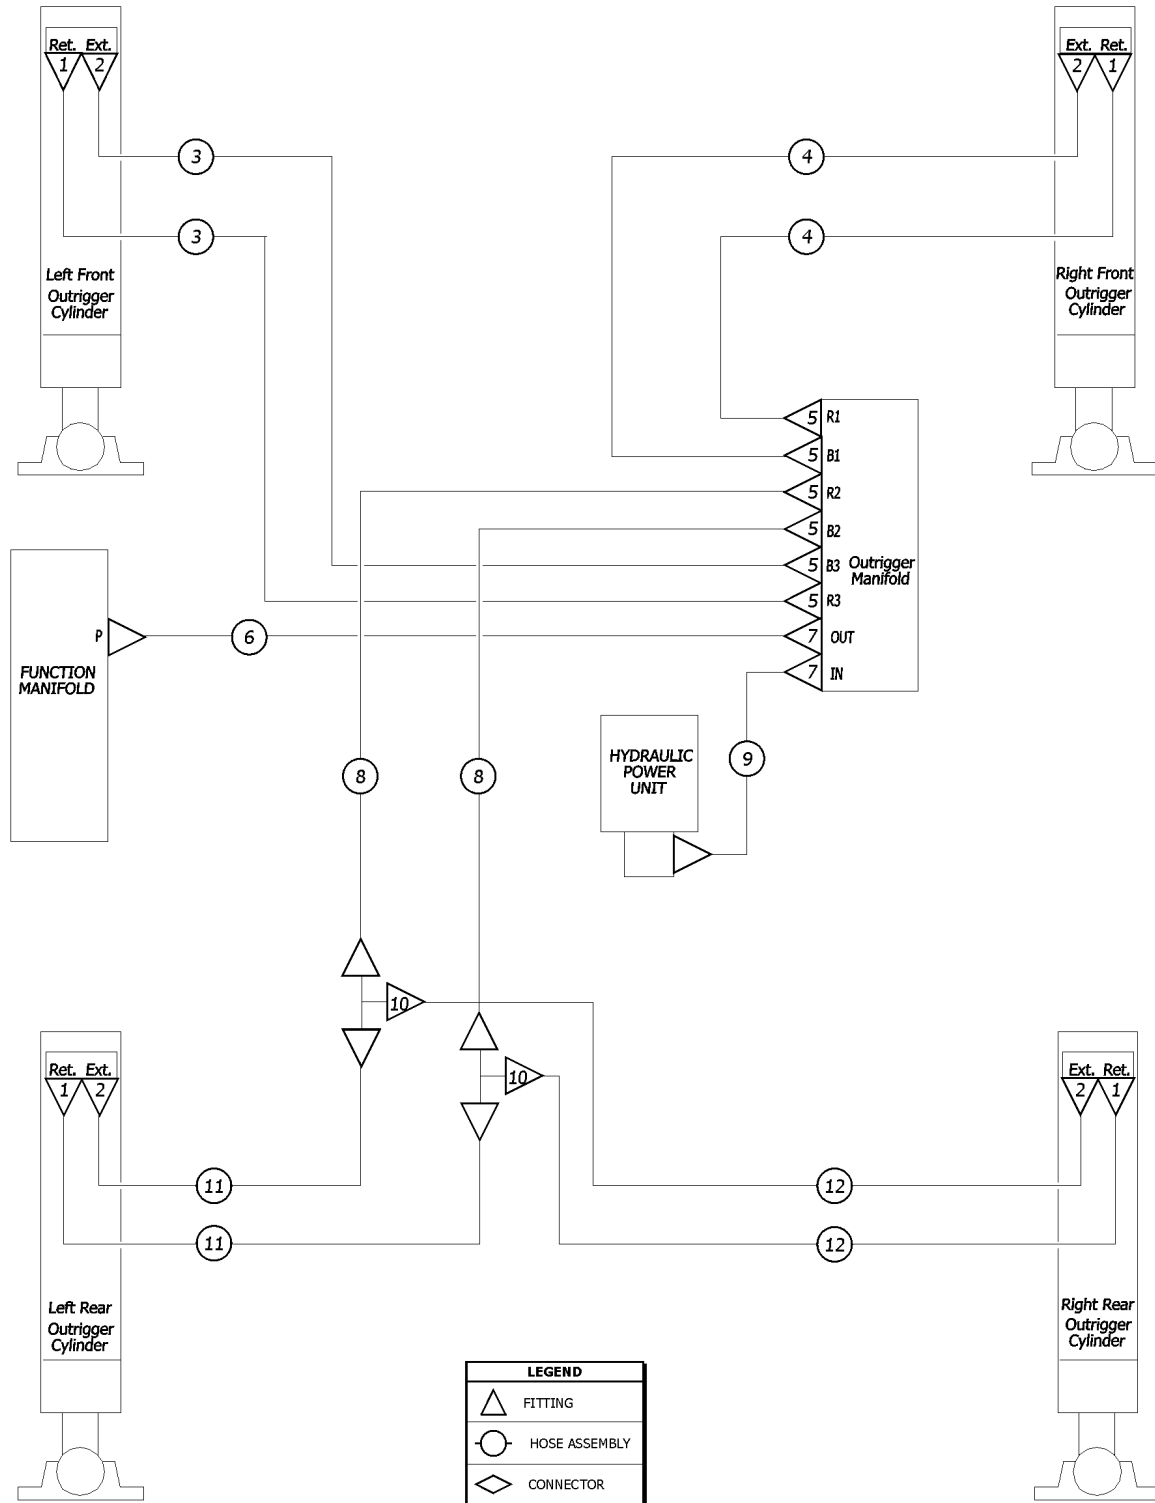 Ret. Ext.
1 2
Ext. Ret.
2 1
3
4
3
4
Left Front
Outrigger
Cylinder
Right Front
Outrigger
Cylinder
5 R1
5 B1
5 R2
5 B2
5 B3
5 R3
7 OUT
7 IN
Outrigger
Manifold
P
6
FUNCTION
MANIFOLD
HYDRAULIC
POWER
UNIT
9
8
8
10
10
Ret. Ext.
1 2
Ext. Ret.
2 1
11
12
11
12
Left Rear
Outrigger
Cylinder
Right Rear
Outrigger
Cylinder
LEGEND
FITTING
HOSE ASSEMBLY
CONNECTOR